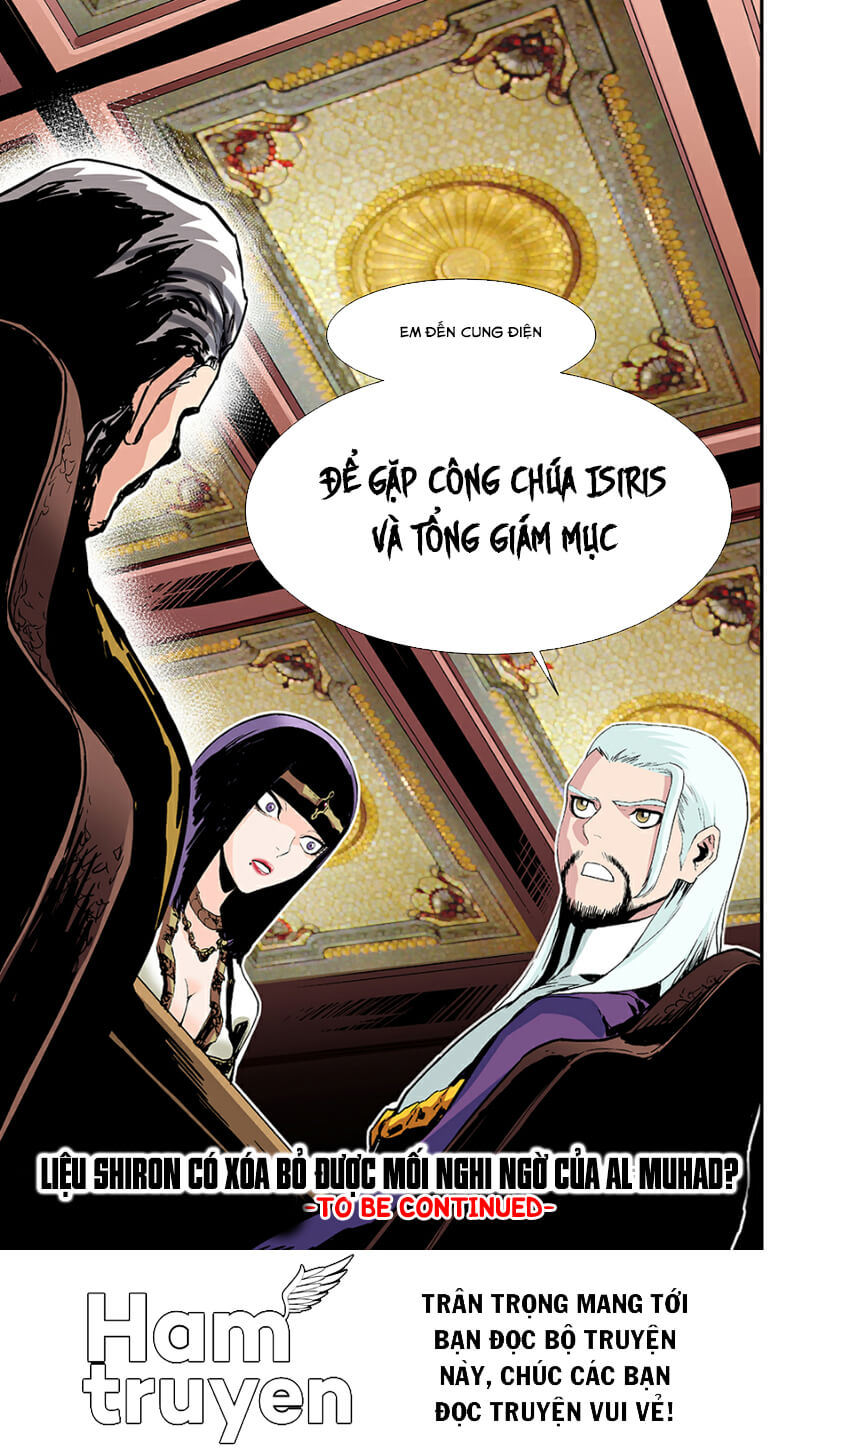 EM ĐẾN CUNG ĐIỆN
ĐỂ GẶP CÔNG CHÚA ISIRIS
VÀ TỔNG GIÁM MỤC
LIỆU SHIRON CÓ XÓA BỎ ĐƯỢC MỐI NGHI NGỜ CỦA AL MUHAD?
-TO BE CONTINUED-
Ham
truyen
TRÂN TRỌNG MANG TỚI
BẠN ĐỌC BỘ TRUYỆN
NÀY, CHÚC CÁC BẠN
ĐỌC TRUYỆN VUI VẺ!